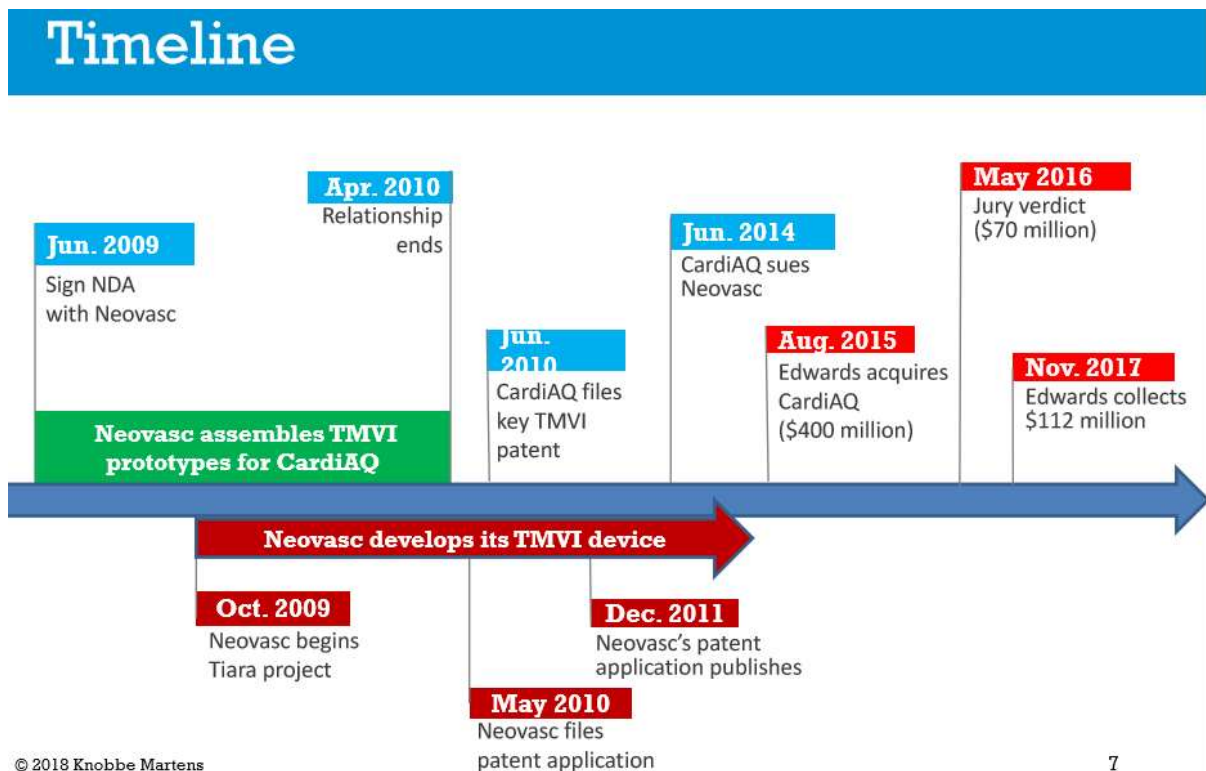 Timeline
Jun. 2009
Sign NDA
with Neovasc
Apr. 2010
Relationship
ends
Neovasc assembles TMVI
prototypes for CardiAQ
Jun.
2010
CardiAQ files
key TMVI
patent
Jun. 2014
CardiAQ sues
Neovasc
Aug. 2015
Edwards acquires
CardiAQ
($400 million)
May 2016
Jury verdict
($70 million)
Nov. 2017
Edwards collects
$112 million
Neovasc develops its TMVI device
Oct. 2009
Neovasc begins
Tiara project
May 2010
Neovasc files
patent application
Dec. 2011
Neovasc’s patent
application publishes
© 2018 Knobbe Martens
7